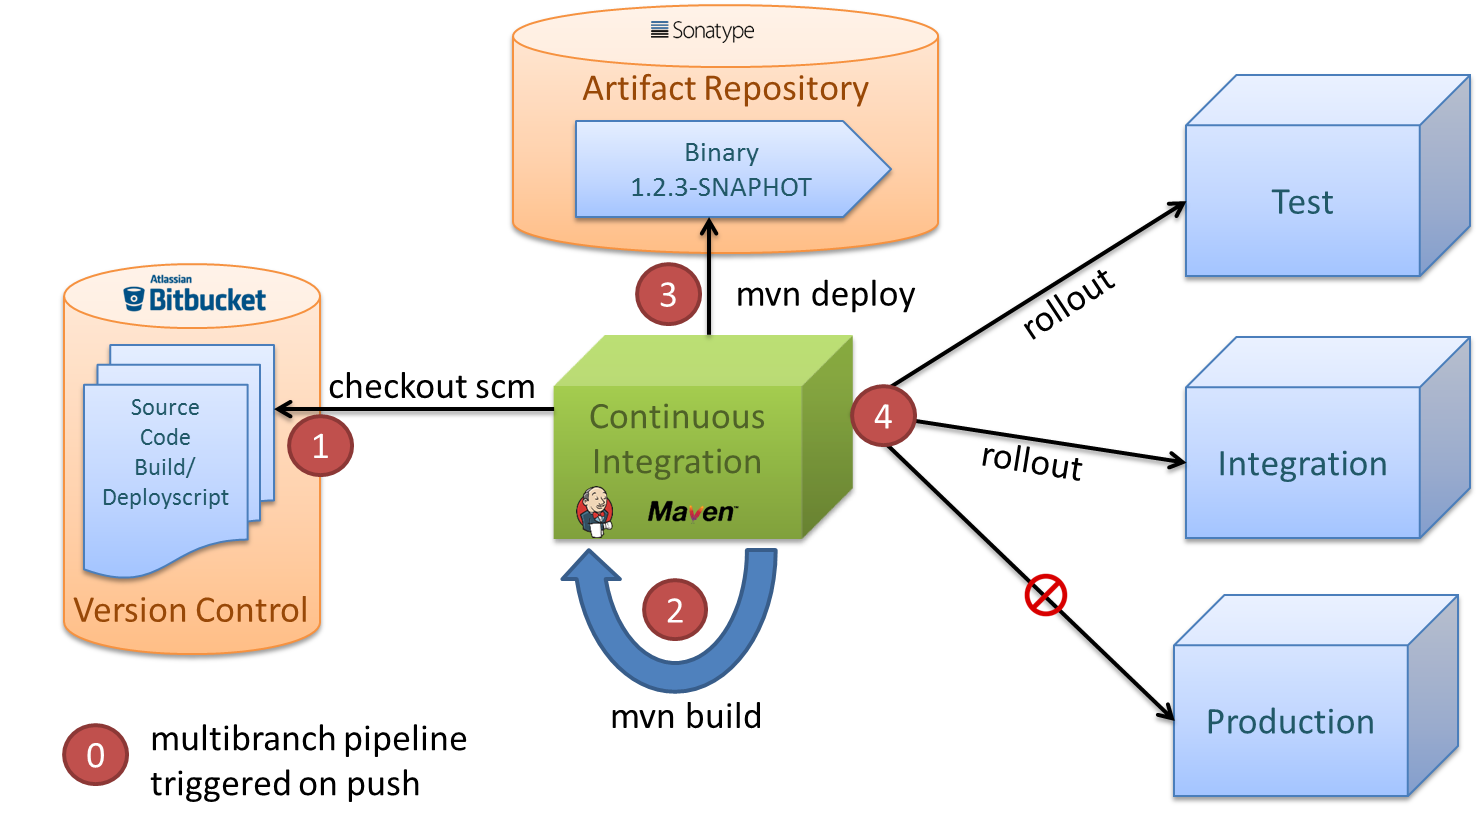 Sonatype
Artifact Repository
Binary
1.2.3-SNAPHOT
Test
3
mvn deploy
rollout
Atlassian
Bitbucket
checkout scm
Source
Code
Build/
Deployscript
1
Continuous
Integration
Maven™
4
rollout
Integration
Version Control
2
mvn build
Production
0
multibranch pipeline
triggered on push